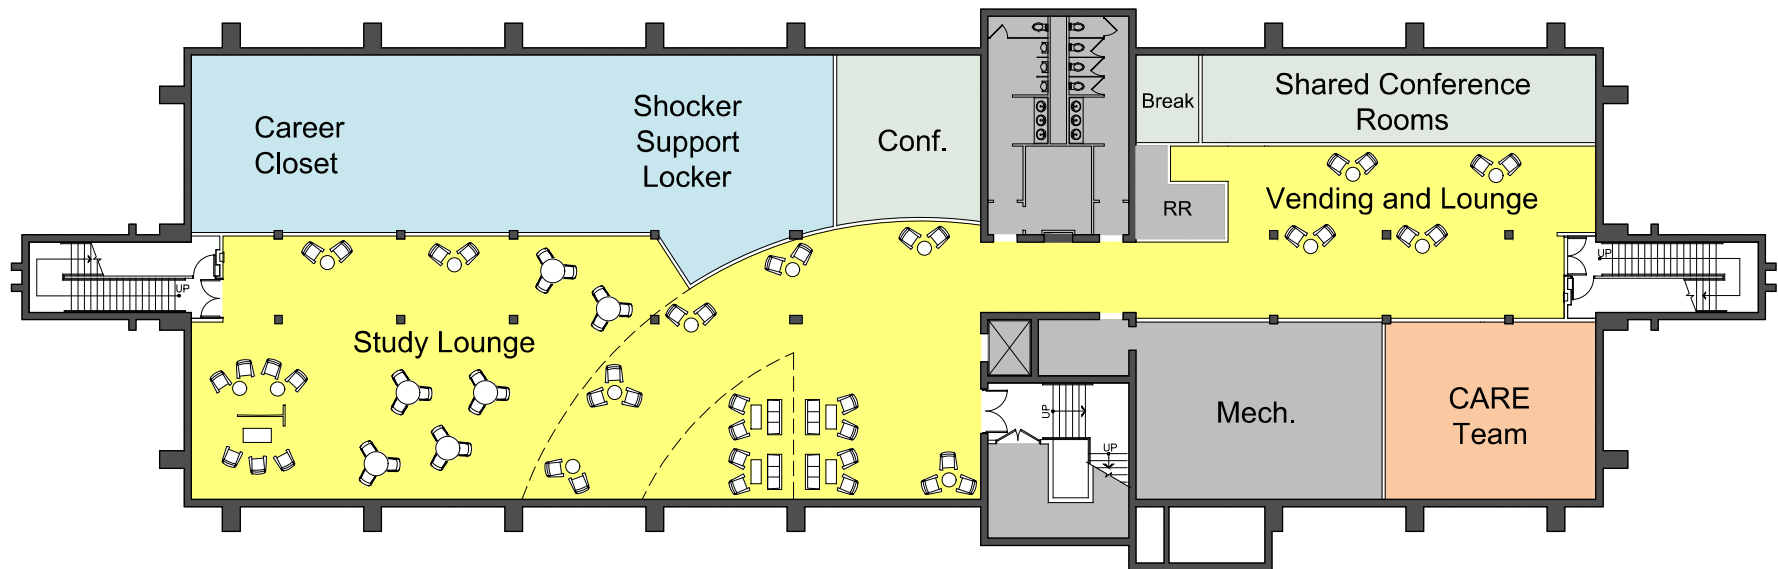 Career
Closet
Shocker
Support
Locker
Conf.
Break
Shared Conference
Rooms
RR
Vending and Lounge
UP
UP
Study Lounge
UP
UP
Mech.
CARE
Team